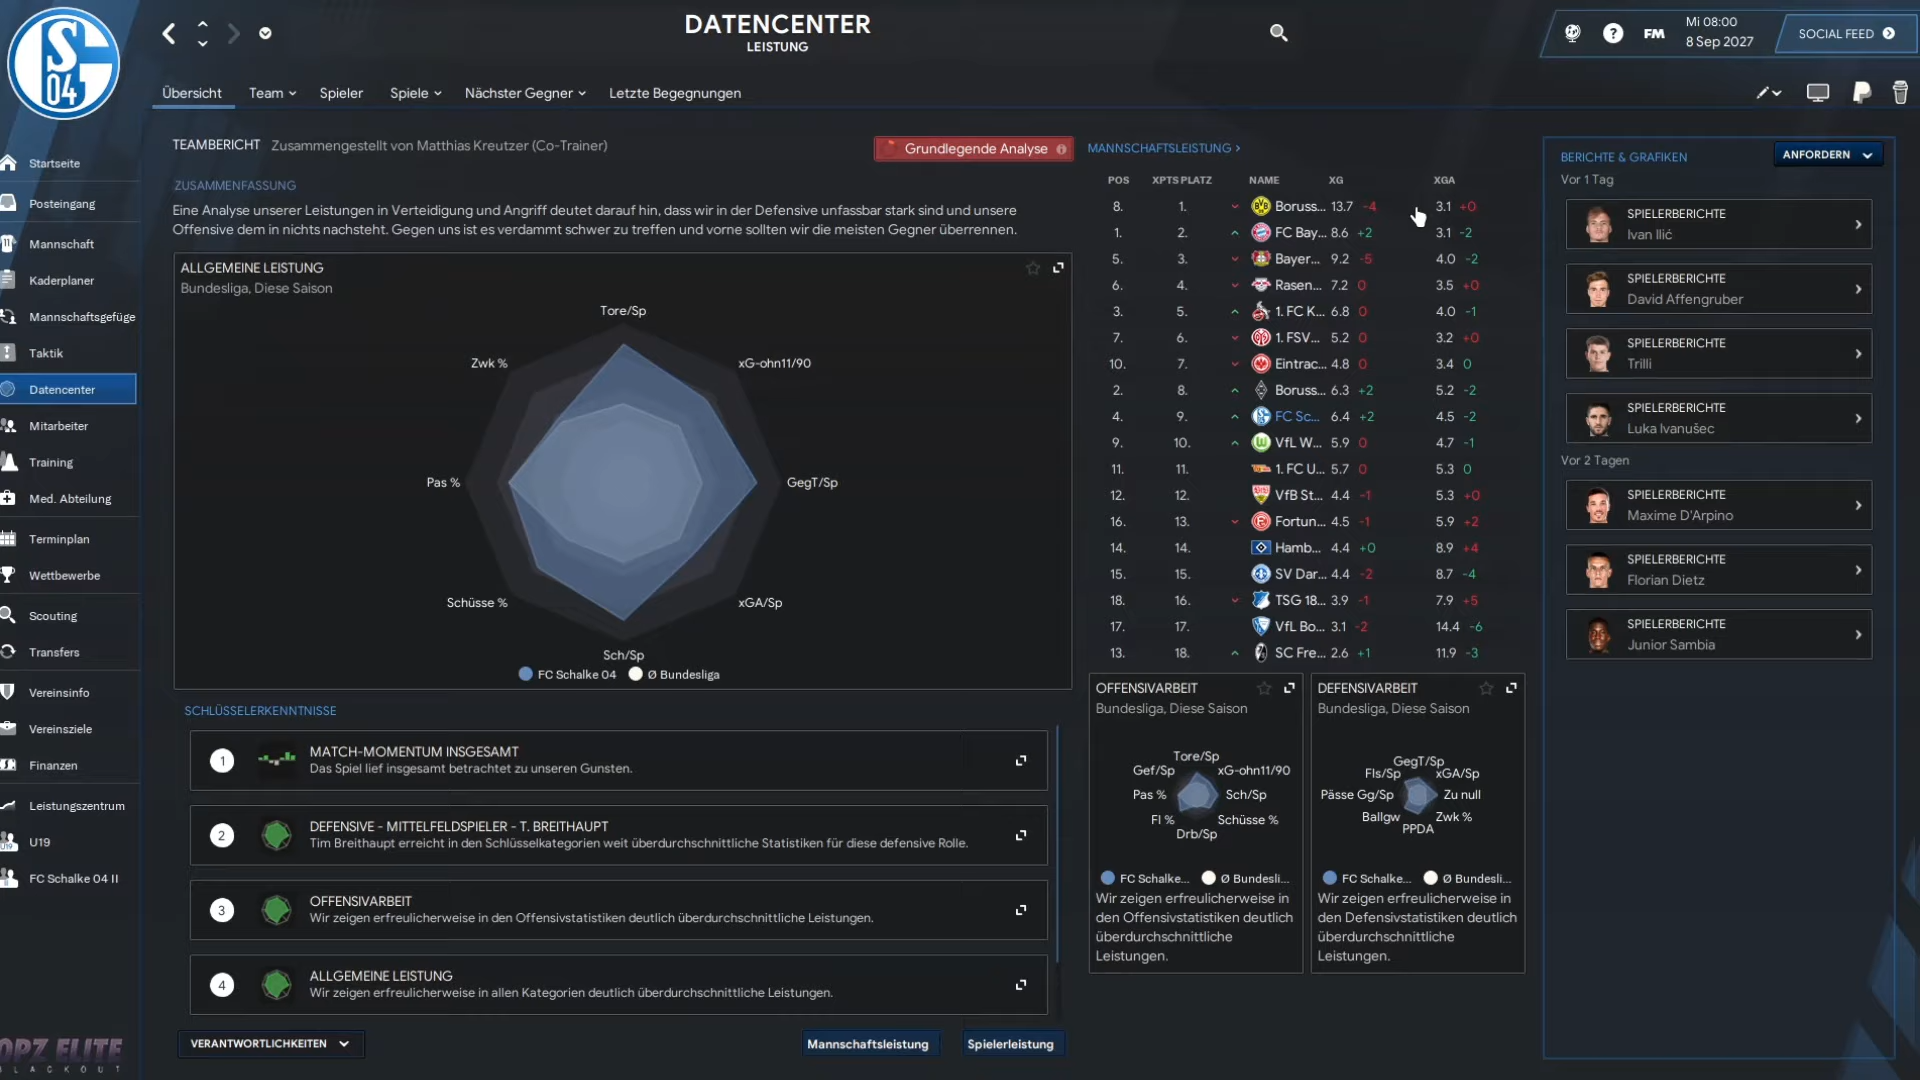 DATENCENTER
LEISTUNG
FM
Mi 08:00
8 Sep 2027
SOCIAL FEED
S
04
Übersicht
Team
Spieler
Spiele
Nächster Gegner
Letzte Begegnungen
Startseite
Posteingang
Mannschaft
Kaderplaner
Mannschaftsgefüge
Taktik
Datencenter
Mitarbeiter
Training
Med. Abteilung
Terminplan
Wettbewerbe
Scouting
Transfers
Vereinsinfo
Vereinsziele
Finanzen
Leistungszentrum
U19
FC Schalke 04 II
OPZ ELITE
BLACKOUT
TEAMBERICHT Zusammengestellt von Matthias Kreutzer (Co-Trainer)
Grundlegende Analyse
ZUSAMMENFASSUNG
Eine Analyse unserer Leistungen in Verteidigung und Angriff deutet darauf hin, dass wir in der Defensive unfassbar stark sind und unsere
Offensive dem in nichts nachsteht. Gegen uns ist es verdammt schwer zu treffen und vorne sollten wir die meisten Gegner überrennen.
ALLGEMEINE LEISTUNG
Bundesliga, Diese Saison
Tore/Sp
Zwk %
xG-ohn11/90
Pas %
GegT/Sp
Schüsse %
xGA/Sp
Sch/Sp
FC Schalke 04 Ø Bundesliga
SCHLÜSSELERKENNTNISSE
1
MATCH-MOMENTUM INSGESAMT
Das Spiel lief insgesamt betrachtet zu unseren Gunsten.
2
DEFENSIVE - MITTELFELDSPIELER - T. BREITHAUPT
Tim Breithaupt erreicht in den Schlüsselkategorien weit überdurchschnittliche Statistiken für diese defensive Rolle.
3
OFFENSIVARBEIT
Wir zeigen erfreulicherweise in den Offensivstatistiken deutlich überdurchschnittliche Leistungen.
4
ALLGEMEINE LEISTUNG
Wir zeigen erfreulicherweise in allen Kategorien deutlich überdurchschnittliche Leistungen.
VERANTWORTLICHKEITEN
Mannschaftsleistung
Spielerleistung
MANNSCHAFTSLEISTUNG >
POS XPTS PLATZ NAME XG XGA
8. 1. Boruss... 13.7 -4 3.1 +0
1. 2. FC Bay... 8.6 +2 3.1 -2
5. 3. Bayer... 9.2 -5 4.0 -2
6. 4. Rasen... 7.2 0 3.5 +0
3. 5. 1. FC K... 6.8 0 4.0 -1
7. 6. 1. FSV... 5.2 0 3.2 +0
10. 7. Eintrac... 4.8 0 3.4 0
2. 8. Boruss... 6.3 +2 5.2 -2
4. 9. FC Sc... 6.4 +2 4.5 -2
9. 10. VfL W... 5.9 0 4.7 -1
11. 11. 1. FC U... 5.7 0 5.3 0
12. 12. VfB St... 4.4 -1 5.3 +0
16. 13. Fortun... 4.5 -1 5.9 +2
14. 14. Hamb... 4.4 +0 8.9 +4
15. 15. SV Dar... 4.4 -2 8.7 -4
18. 16. TSG 18... 3.9 -1 7.9 +5
17. 17. VfL Bo... 3.1 -2 14.4 -6
13. 18. SC Fre... 2.6 +1 11.9 -3
OFFENSIVARBEIT
Bundesliga, Diese Saison
Tore/Sp
Gef/Sp
xG-ohn11/90
Pas %
Sch/Sp
Fl %
Schüsse %
Drb/Sp
FC Schalke... Ø Bundesli...
Wir zeigen erfreulicherweise in
den Offensivstatistiken deutlich
überdurchschnittliche
Leistungen.
DEFENSIVARBEIT
Bundesliga, Diese Saison
GegT/Sp
Fls/Sp
xGA/Sp
Pässe Gg/Sp
Zu null
Ballgw
Zwk %
PPDA
FC Schalke... Ø Bundesli...
Wir zeigen erfreulicherweise in
den Defensivstatistiken deutlich
überdurchschnittliche
Leistungen.
BERICHTE & GRAFIKEN
ANFORDERN
Vor 1 Tag
SPIELERBERICHTE
Ivan Ilić
SPIELERBERICHTE
David Affengruber
SPIELERBERICHTE
Trilli
SPIELERBERICHTE
Luka Ivanušec
Vor 2 Tagen
SPIELERBERICHTE
Maxime D'Arpino
SPIELERBERICHTE
Florian Dietz
SPIELERBERICHTE
Junior Sambia